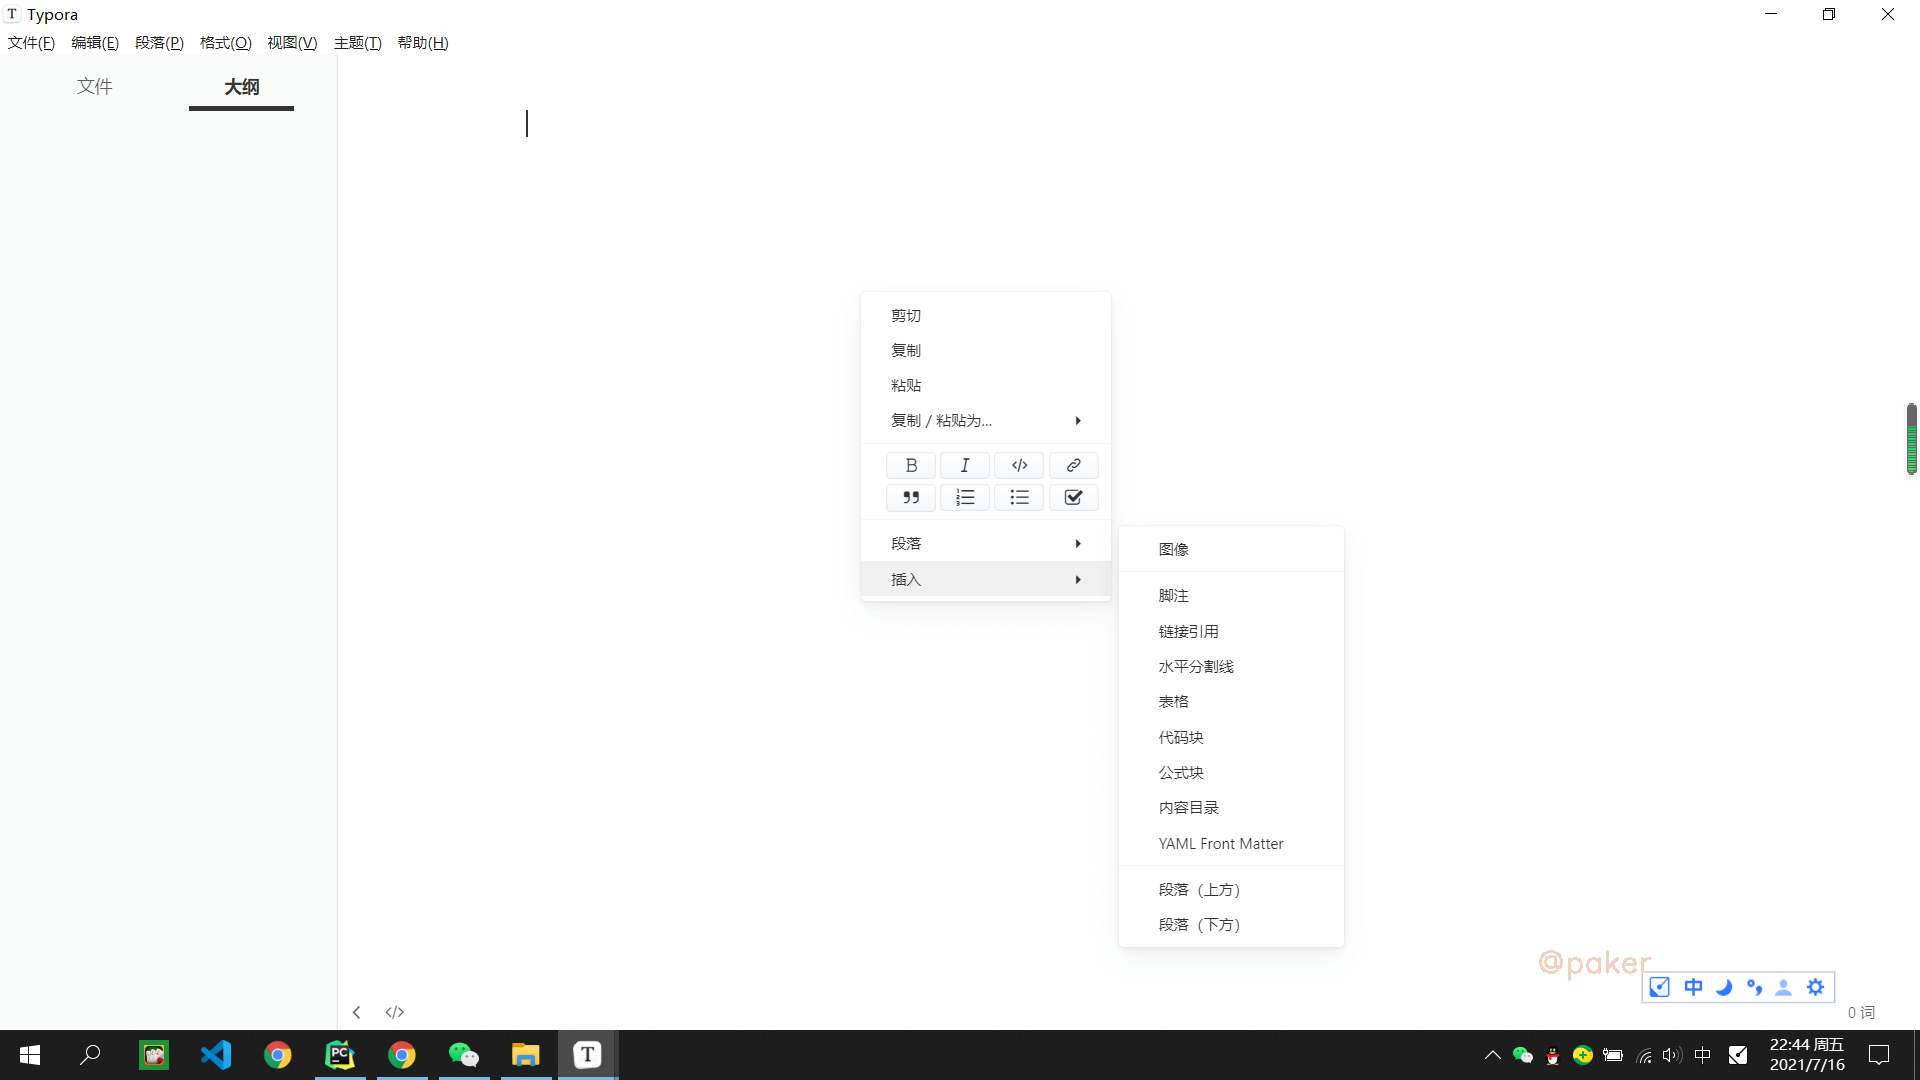 Typora
文件(F) 编辑(E) 段落(P) 格式(O) 视图(V) 主题(T) 帮助(H)
文件 大纲
剪切
复制
粘贴
复制 / 粘贴为...
B I </>
段落
插入
图像
脚注
链接引用
水平分割线
表格
代码块
公式块
内容目录
YAML Front Matter
段落（上方）
段落（下方）
@paker
中
</>
0 词
PC
T
中
22:44 周五
2021/7/16